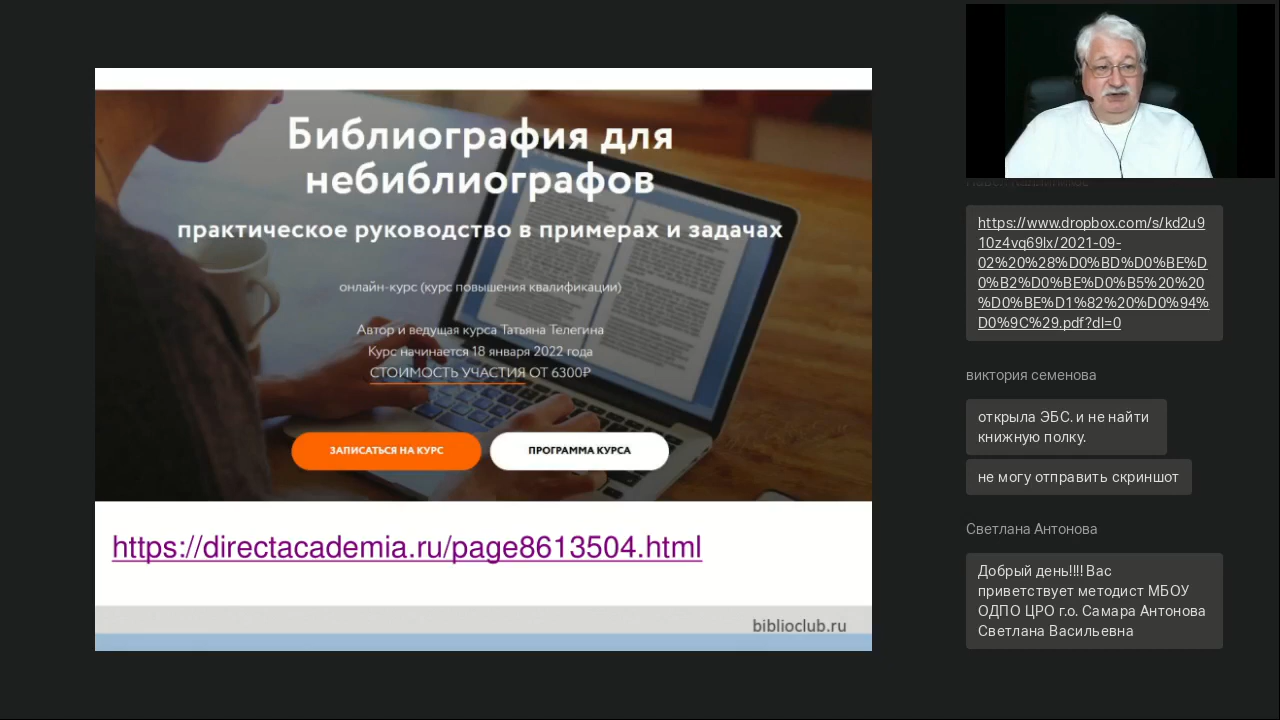 Библиография для
небиблиографов
практическое руководство в примерах и задачах
онлайн-курс (курс повышения квалификации)
Автор и ведущая курса Татьяна Телегина
Курс начинается 18 января 2022 года
СТОИМОСТЬ УЧАСТИЯ ОТ 6300₽
ЗАПИСАТЬСЯ НА КУРС
ПРОГРАММА КУРСА
https://directacademia.ru/page8613504.html
biblioclub.ru
https://www.dropbox.com/s/kd2u9
10z4vq69lx/2021-09-
02%20%28%D0%BD%D0%BE%D
0%B2%D0%BE%D0%B5%20%20
%D0%BE%D1%82%20%D0%94%
D0%9C%29.pdf?dl=0
виктория семенова
открыла ЭБС. и не найти
книжную полку.
не могу отправить скриншот
Светлана Антонова
Добрый день!!!! Вас
приветствует методист МБОУ
ОДПО ЦРО г.о. Самара Антонова
Светлана Васильевна